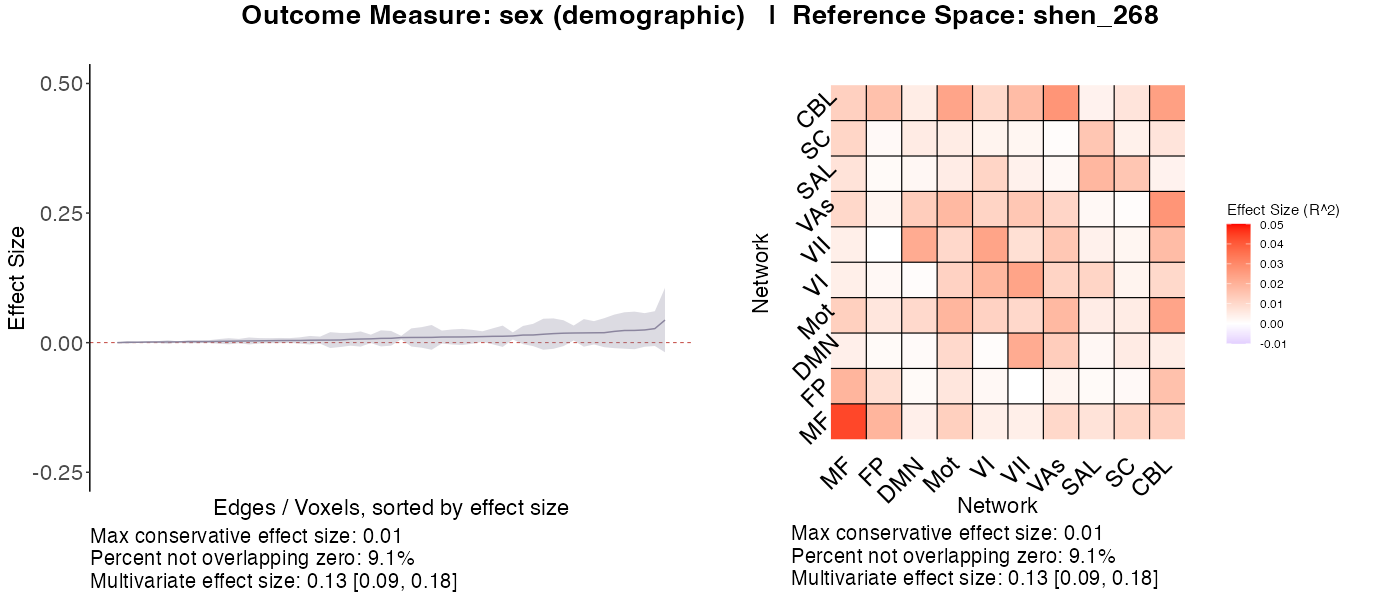 Outcome Measure: sex (demographic) | Reference Space: shen_268
0.50
0.25
0.00
-0.25
Effect Size
Edges / Voxels, sorted by effect size
Max conservative effect size: 0.01
Percent not overlapping zero: 9.1%
Multivariate effect size: 0.13 [0.09, 0.18]
Network
CBL
SC
SAL
VAs
VII
VI
Mot
DMN
FP
MF
MF FP DMN Mot VI VII VAs SAL SC CBL
Network
Max conservative effect size: 0.01
Percent not overlapping zero: 9.1%
Multivariate effect size: 0.13 [0.09, 0.18]
Effect Size (R^2)
0.05
0.04
0.03
0.02
0.01
0.00
-0.01